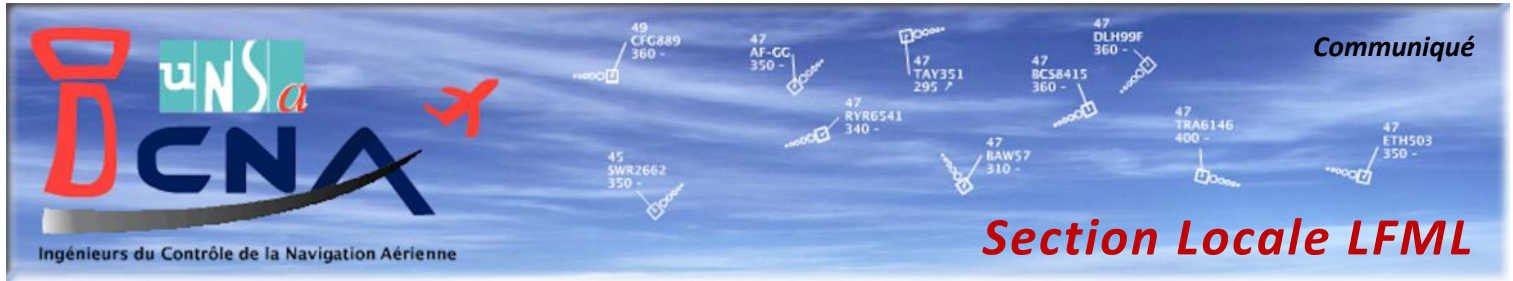 UNSa
ICNA
Ingénieurs du Contrôle de la Navigation Aérienne
49
CFG889
360 -
47
AF-GG
350 -
47
TAY351
295 ↗
47
BCS8415
360 -
47
DLH99F
360 -
47
RYR6541
340 -
45
SWR2662
350 -
47
BAW57
310 -
47
TRA6146
400 -
47
ETH503
350 -
Communiqué
Section Locale LFML